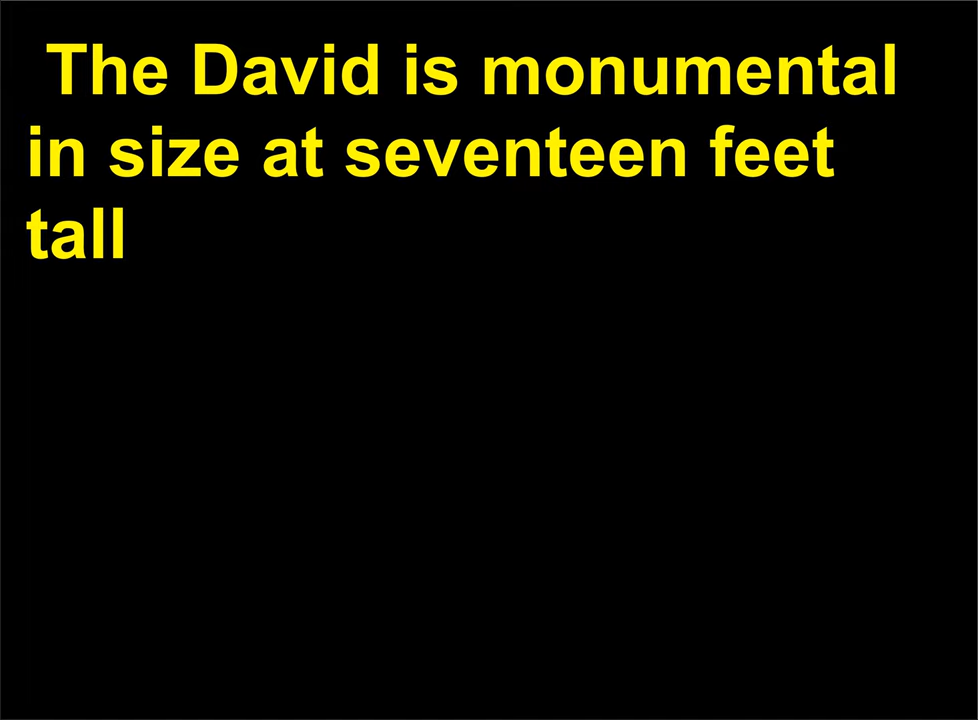 The David is monumental
in size at seventeen feet
tall